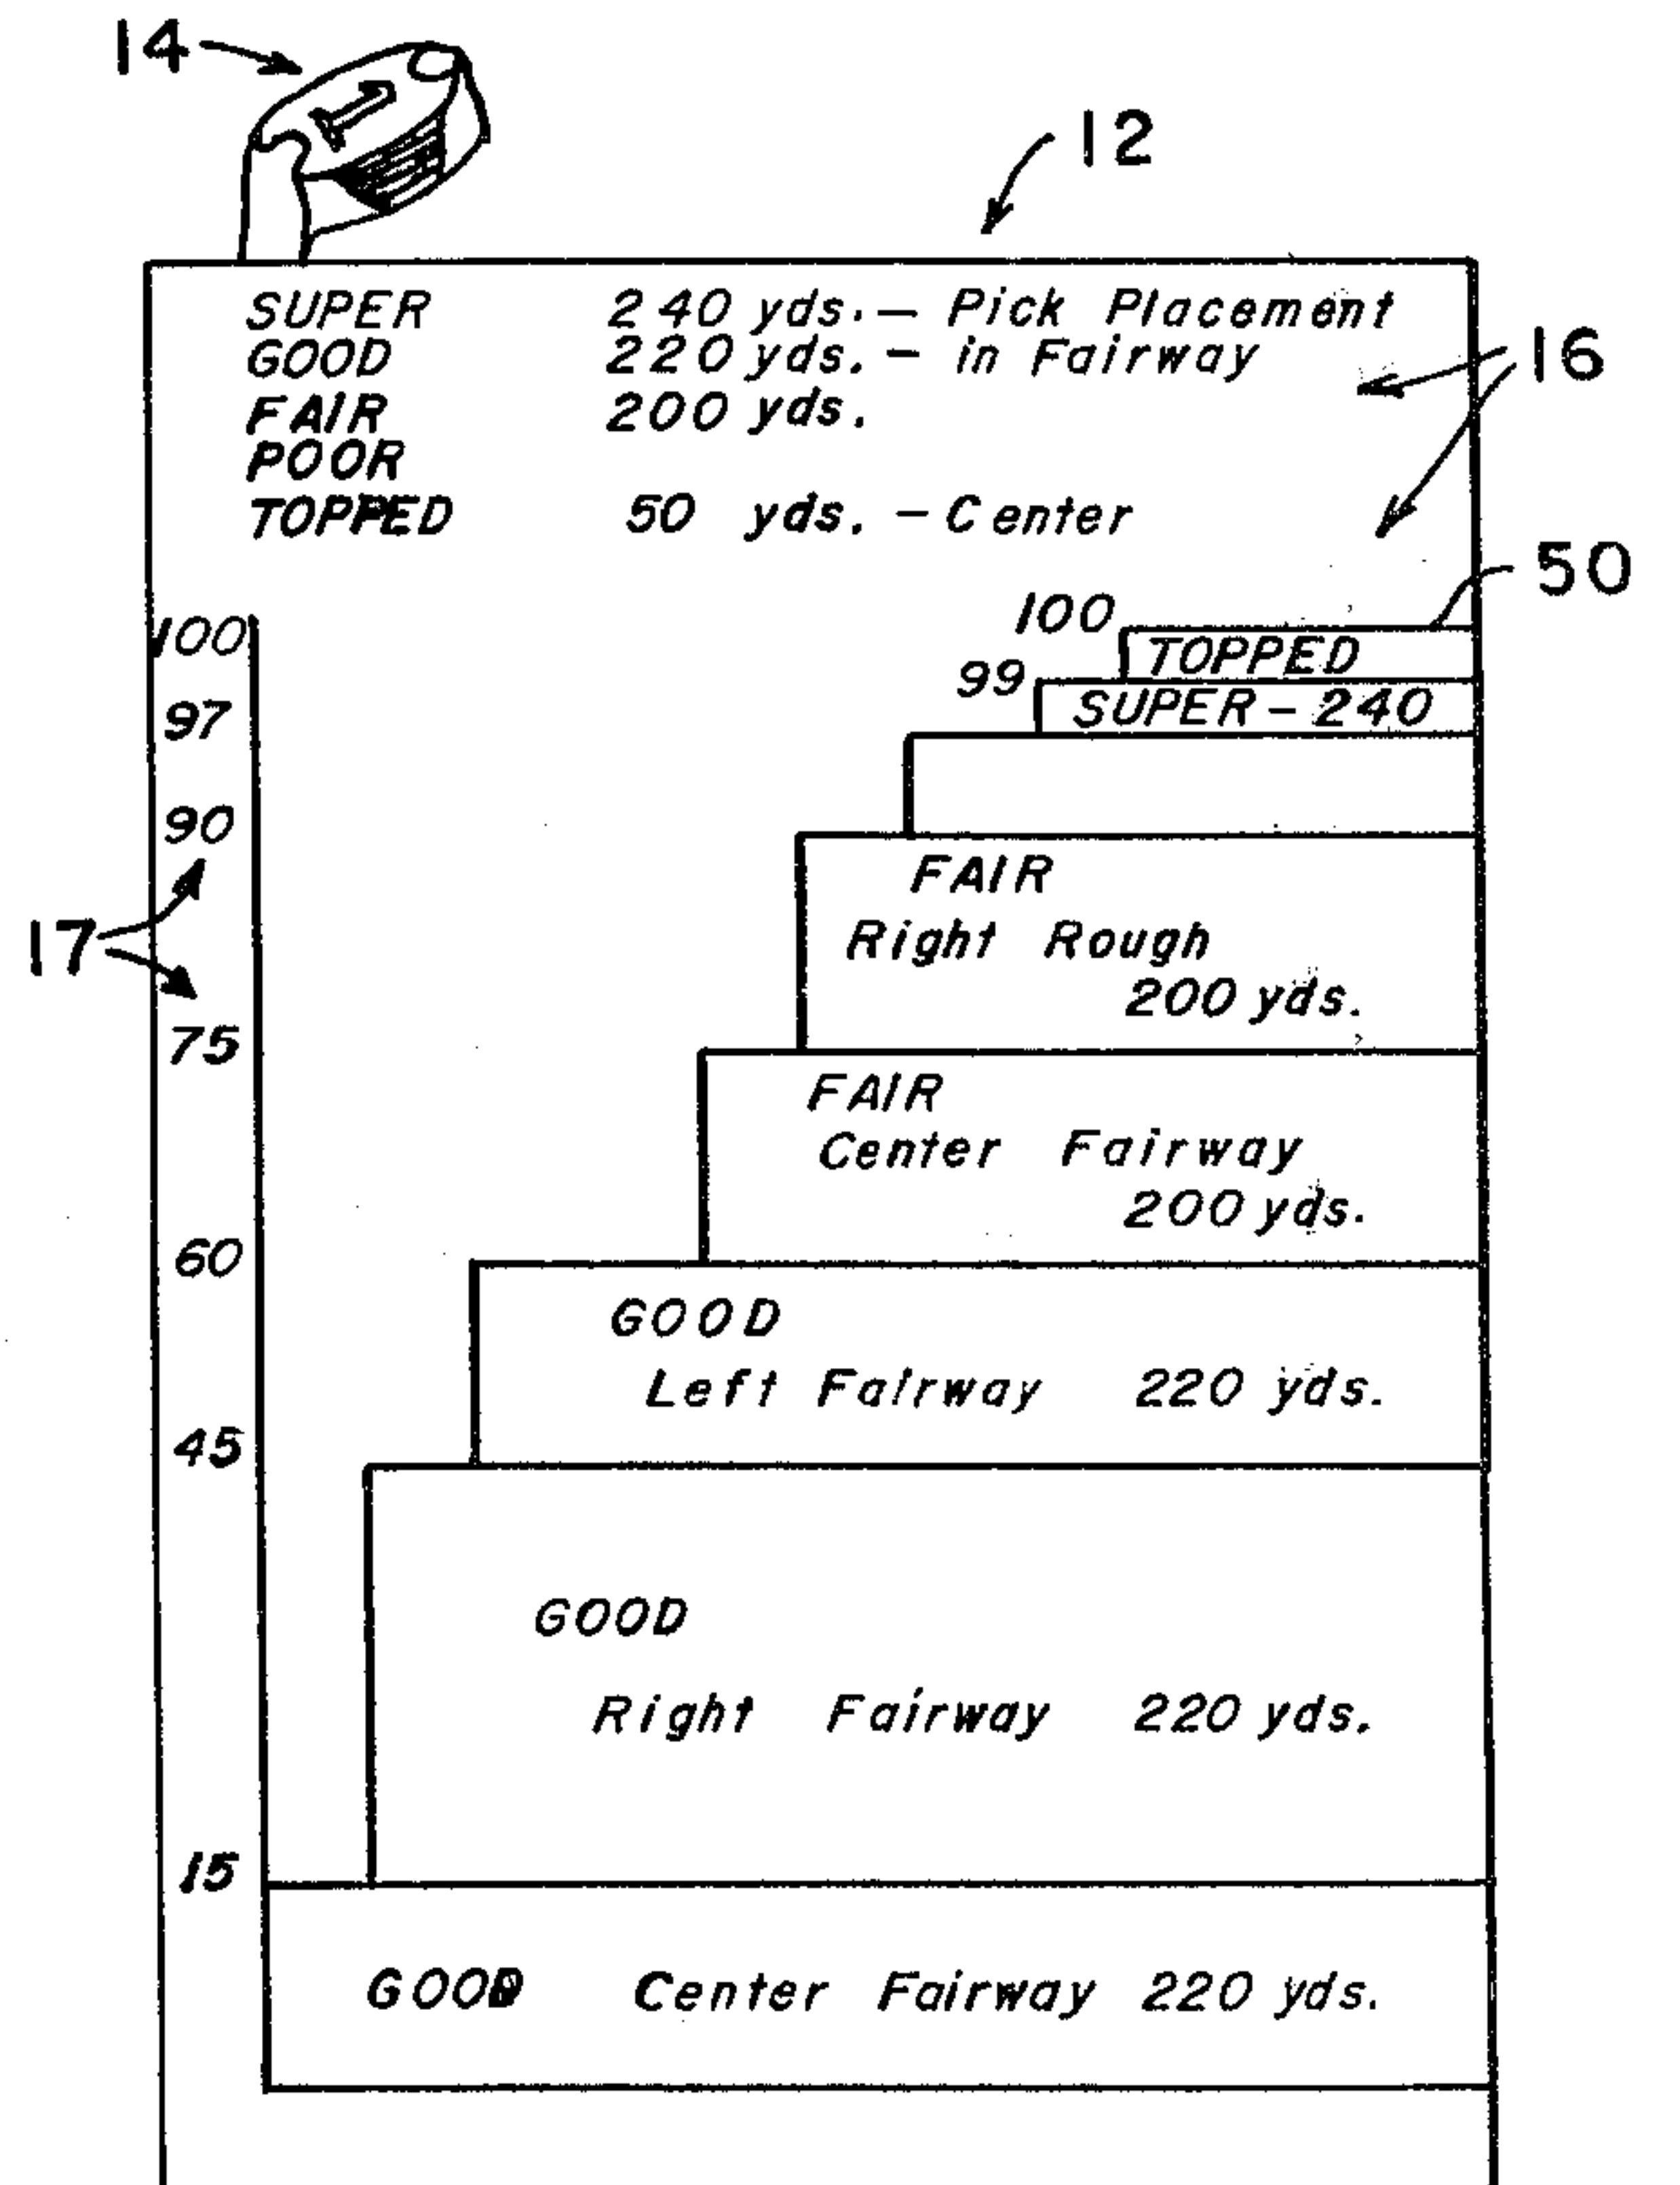 14
1
12
SUPER 240 yds. – Pick Placement
GOOD 220 yds. – in Fairway
16
FAIR 200 yds.
POOR
TOPPED 50 yds. – Center
50
100 100 TOPPED
97 99 SUPER – 240
90
FAIR
17 Right Rough
200 yds.
75
FAIR
Center Fairway
200 yds.
60
GOOD
Left Fairway 220 yds.
45
GOOD
Right Fairway 220 yds.
15
GOOD Center Fairway 220 yds.